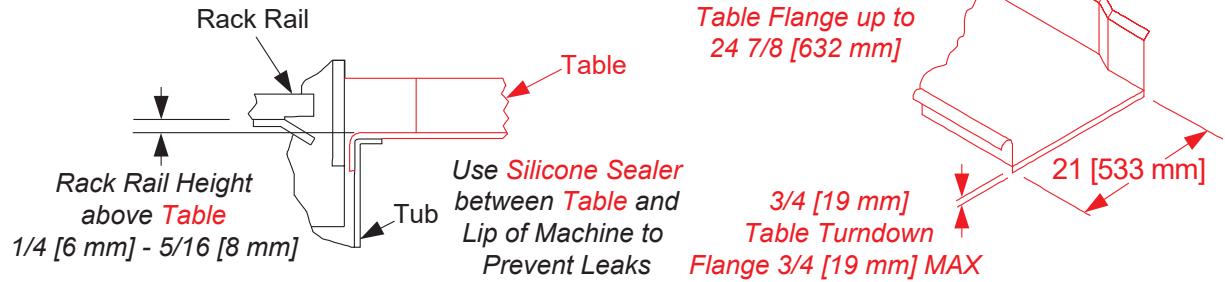 Rack Rail
Table
Rack Rail Height
above Table
1/4 [6 mm] - 5/16 [8 mm]
Tub
Use Silicone Sealer
between Table and
Lip of Machine to
Prevent Leaks
Table Flange up to
24 7/8 [632 mm]
21 [533 mm]
3/4 [19 mm]
Table Turndown
Flange 3/4 [19 mm] MAX